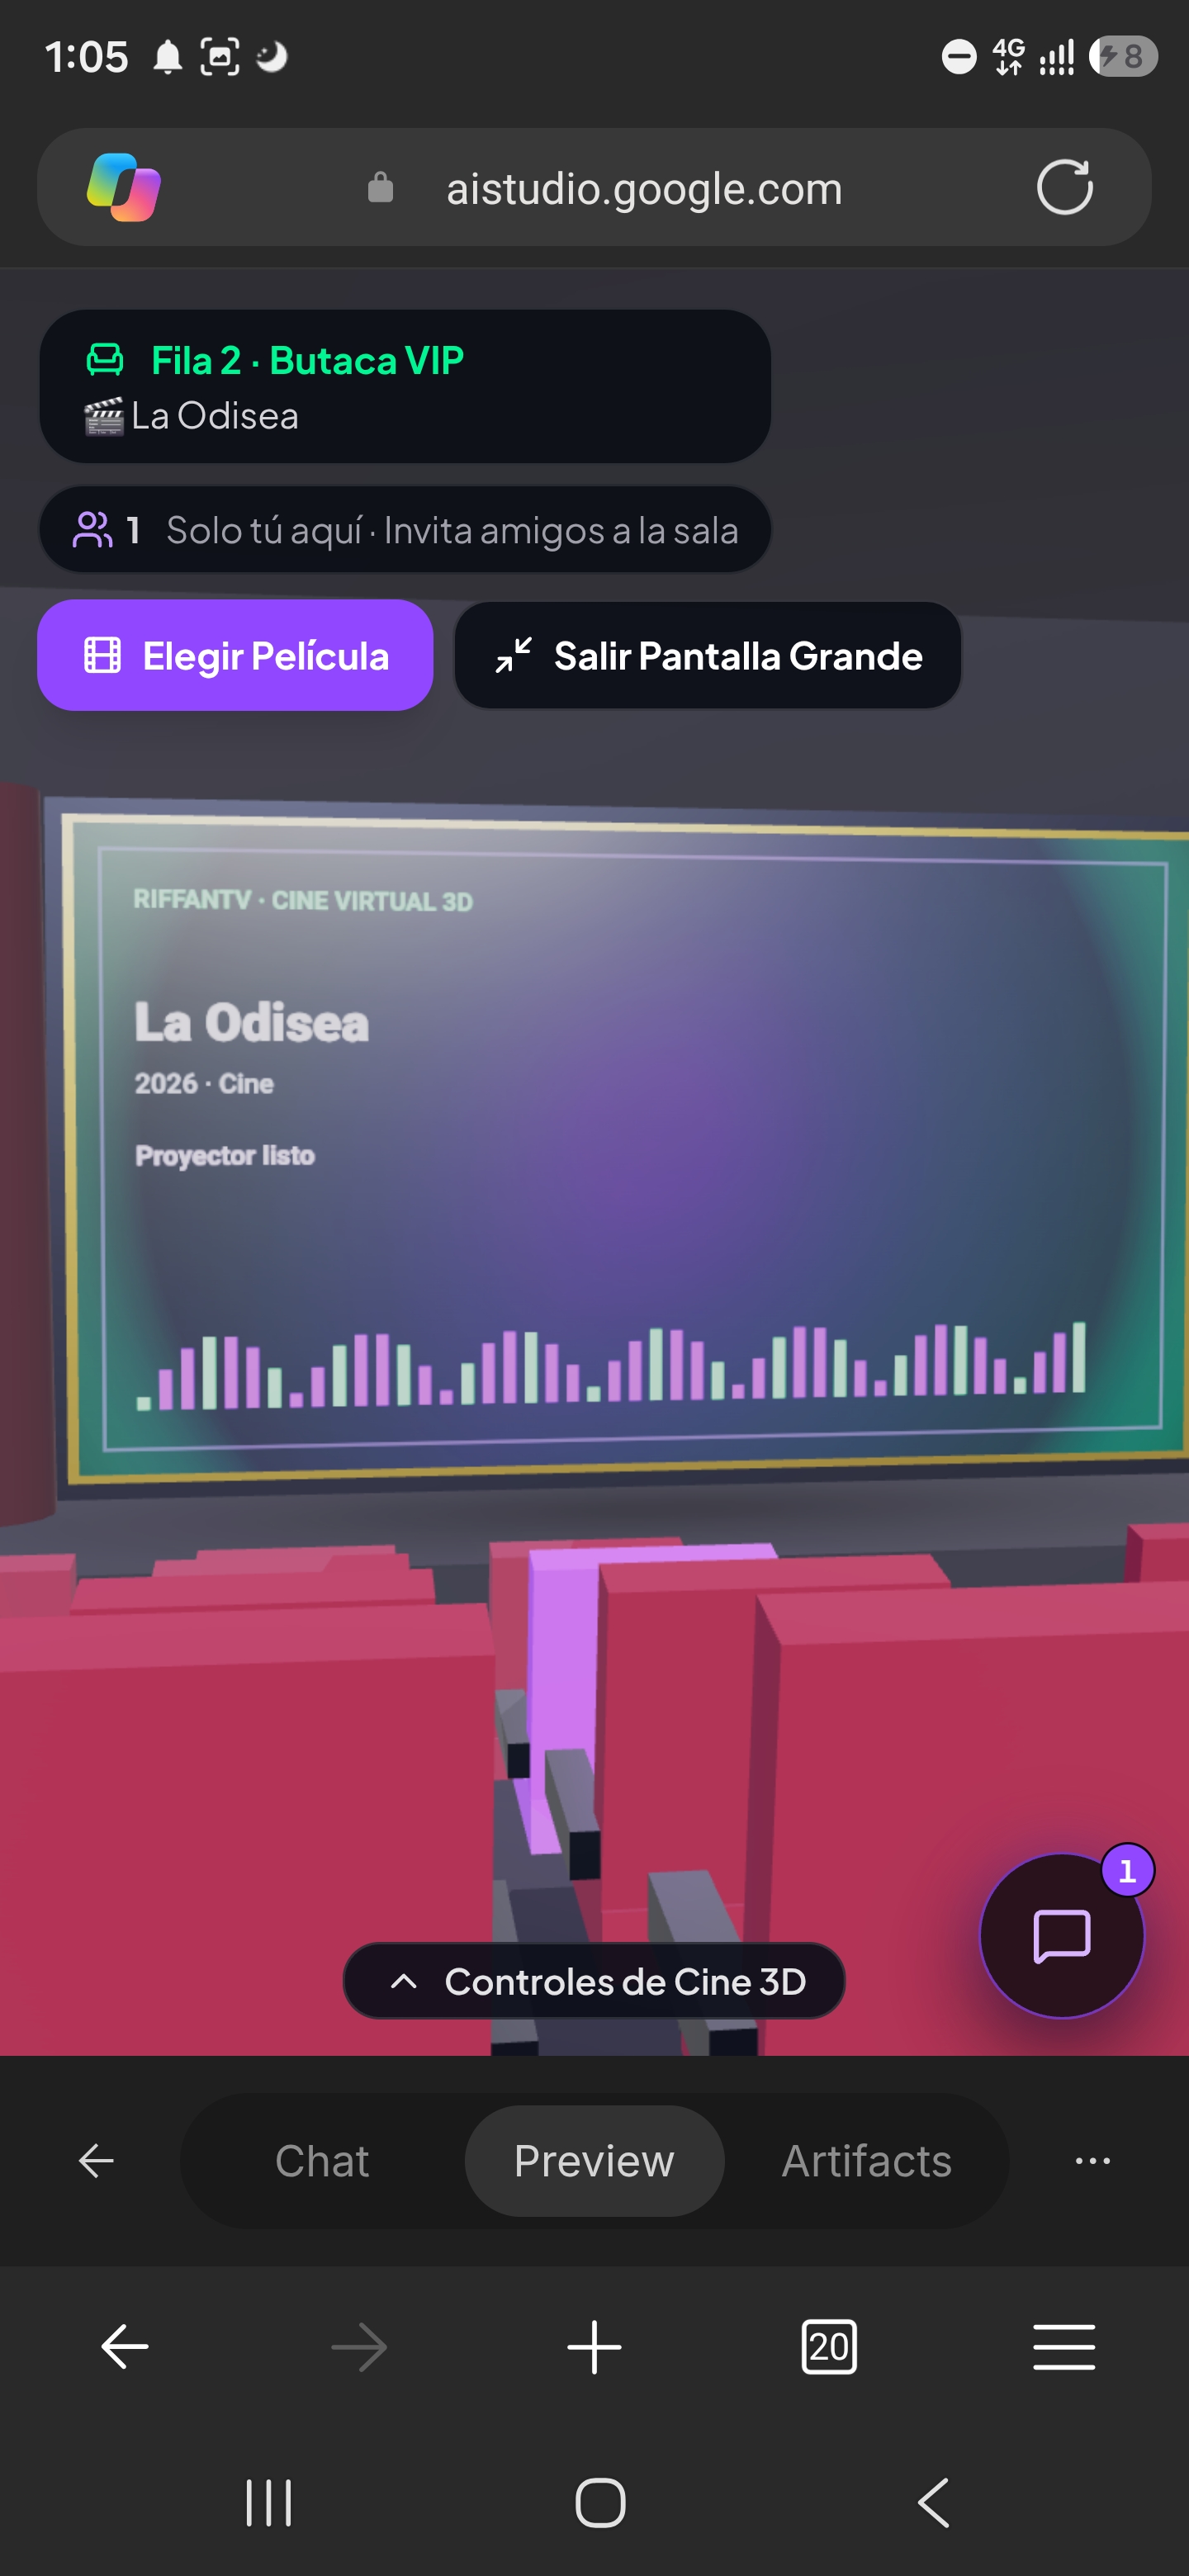 1:05
4G
8
aistudio.google.com
Fila 2 · Butaca VIP
🎬 La Odisea
1 Solo tú aquí · Invita amigos a la sala
Elegir Película
Salir Pantalla Grande
RIFFANTV · CINE VIRTUAL 3D
La Odisea
2026 · Cine
Proyector listo
1
Controles de Cine 3D
Chat
Preview
Artifacts
20